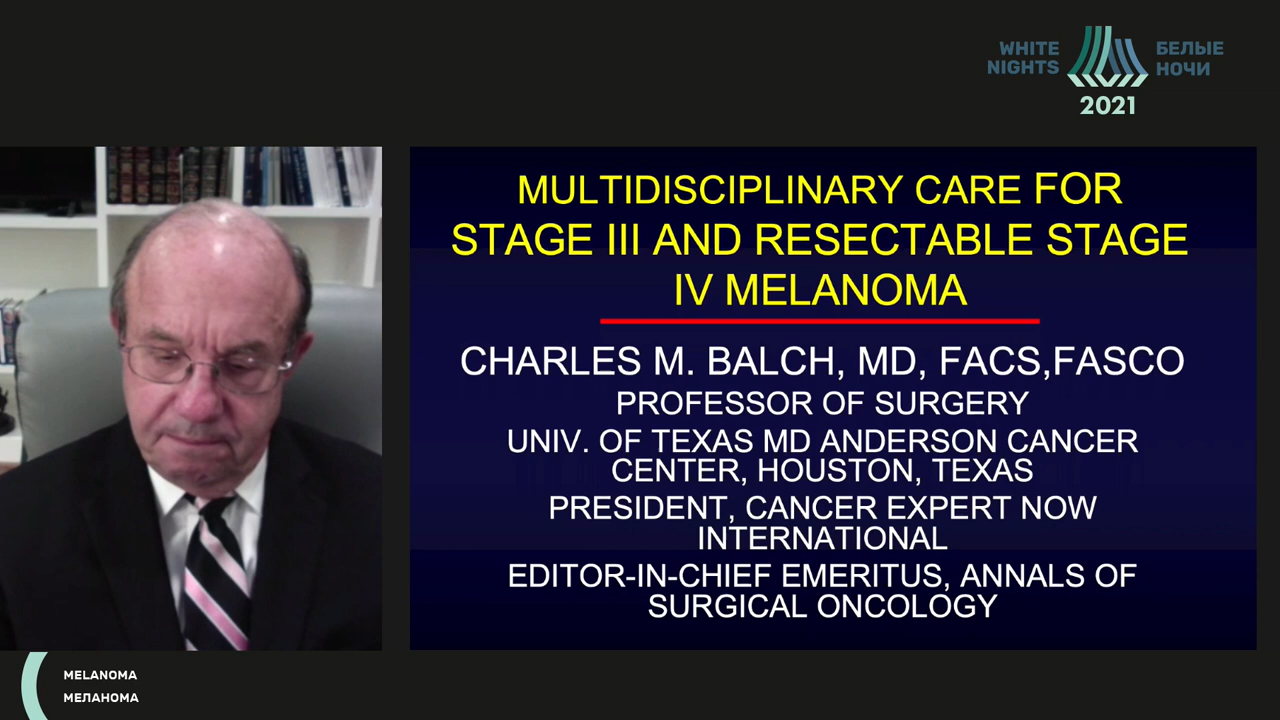 WHITE
NIGHTS
БЕЛЫЕ
НОЧИ
2021
MULTIDISCIPLINARY CARE FOR
STAGE III AND RESECTABLE STAGE
IV MELANOMA
CHARLES M. BALCH, MD, FACS,FASCO
PROFESSOR OF SURGERY
UNIV. OF TEXAS MD ANDERSON CANCER
CENTER, HOUSTON, TEXAS
PRESIDENT, CANCER EXPERT NOW
INTERNATIONAL
EDITOR-IN-CHIEF EMERITUS, ANNALS OF
SURGICAL ONCOLOGY
MELANOMA
МЕЛАНОМА